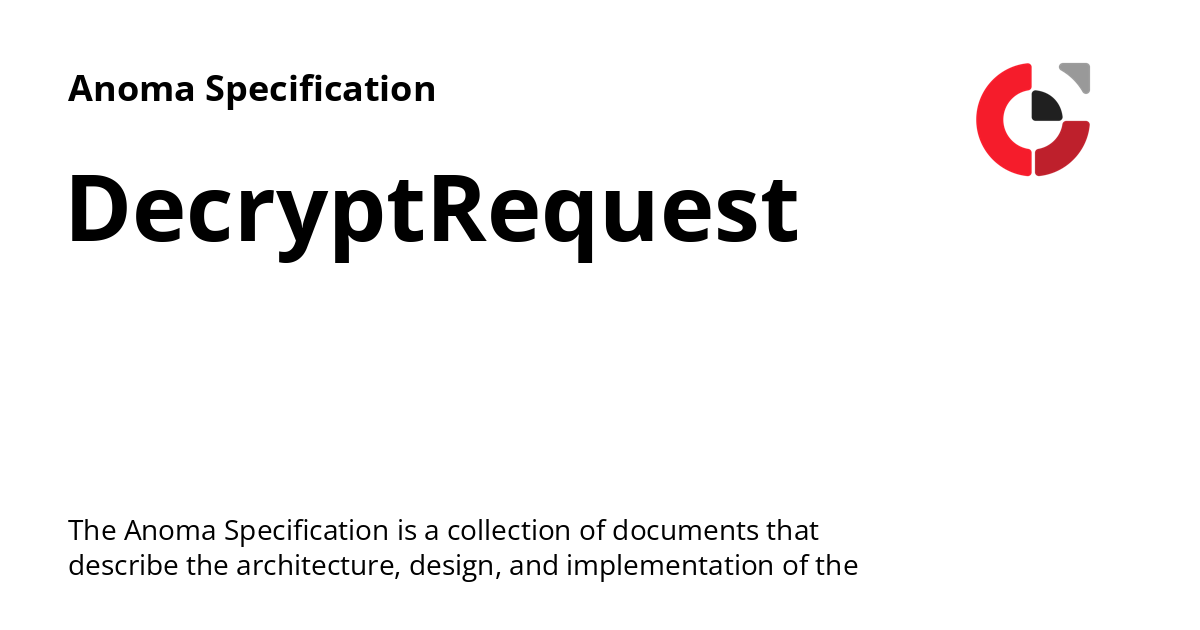 Anoma Specification
DecryptRequest
The Anoma Specification is a collection of documents that
describe the architecture, design, and implementation of the